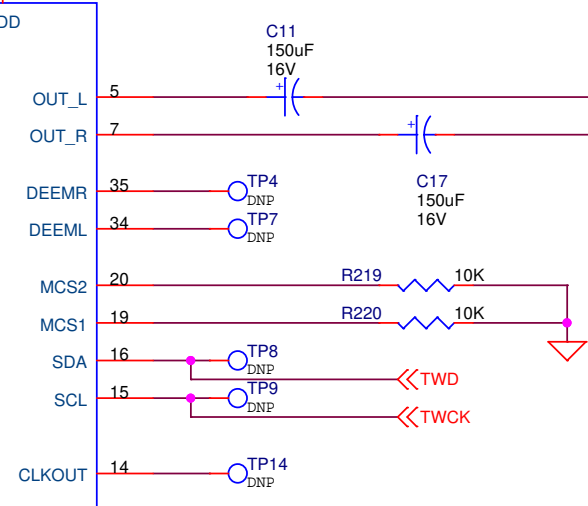 DD
C11
150uF
16V
+
OUT_L 5
OUT_R 7
+
C17
150uF
16V
DEEMR 35 TP4
DNP
DEEML 34 TP7
DNP
MCS2 20 R219 10K
MCS1 19 R220 10K
SDA 16 TP8
DNP
TWD
SCL 15 TP9
DNP
TWCK
CLKOUT 14 TP14
DNP